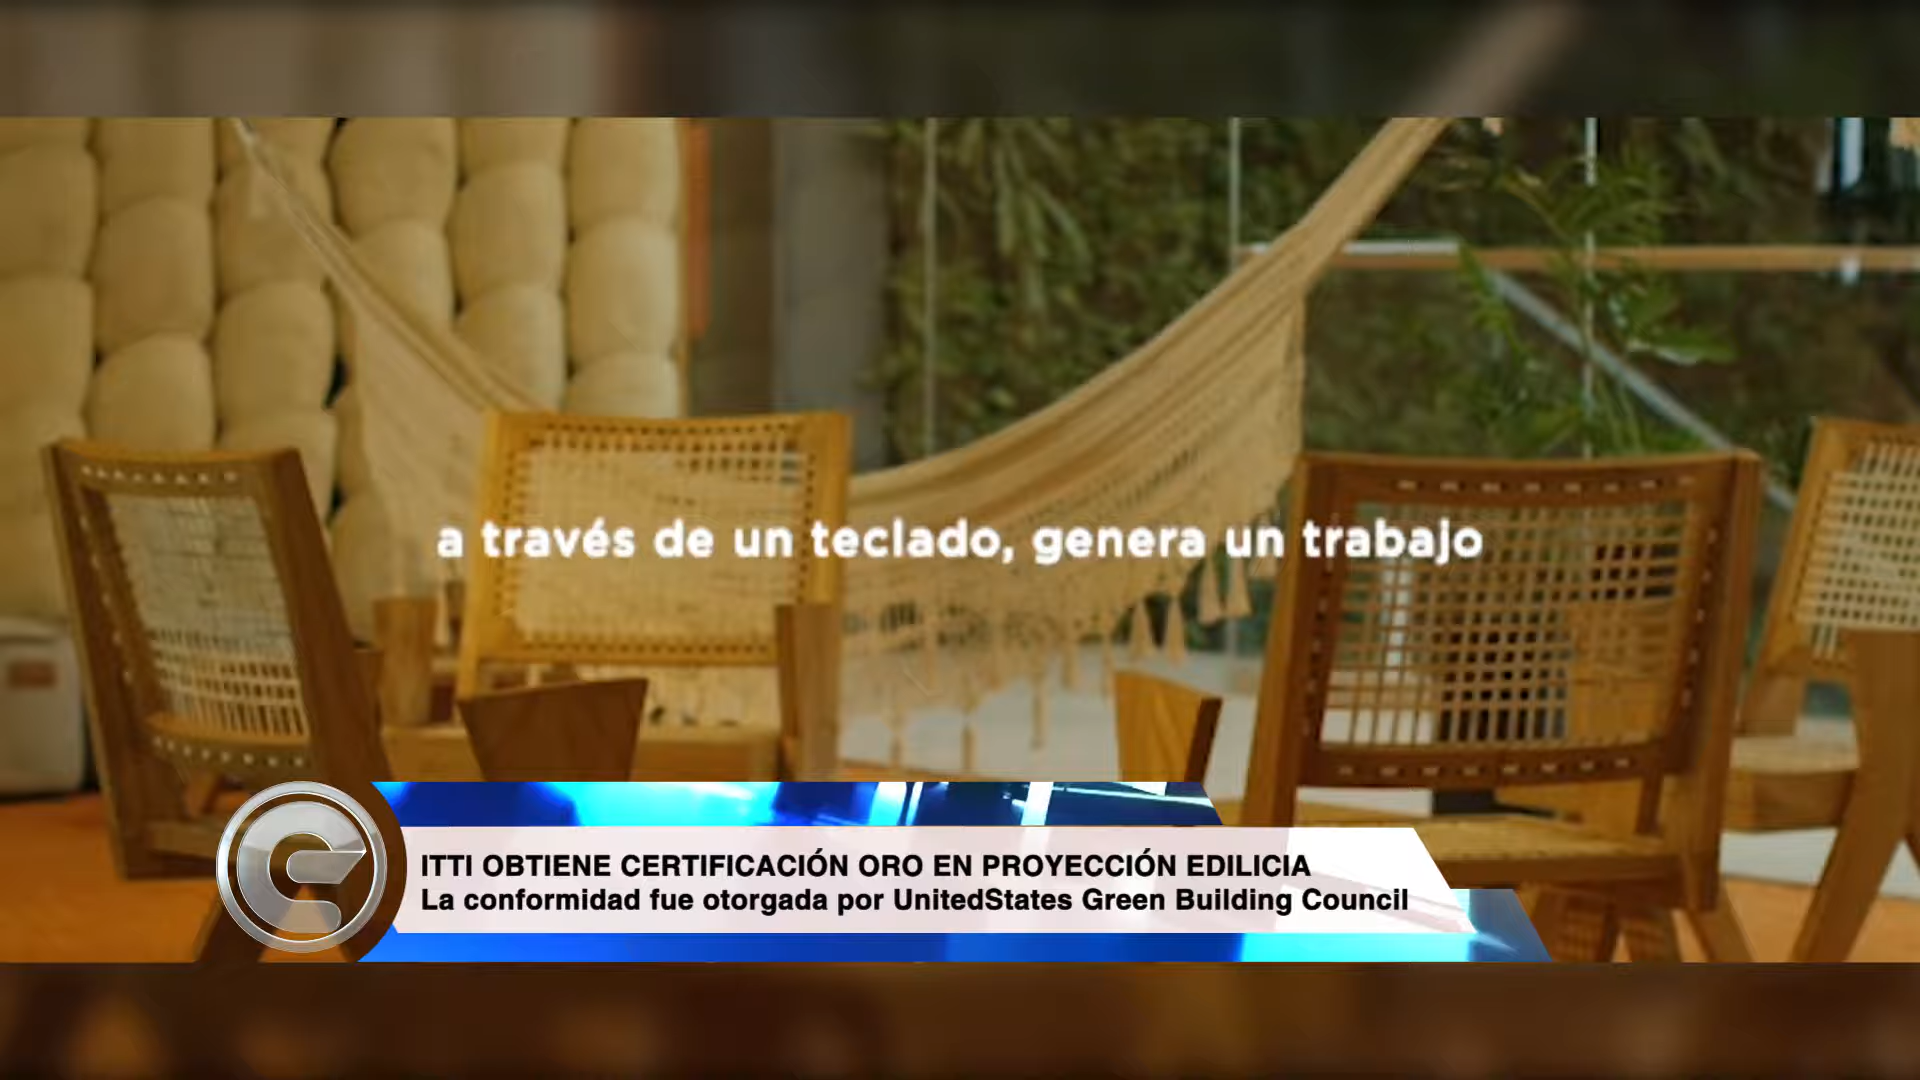 a través de un teclado, genera un trabajo
ITTI OBTIENE CERTIFICACIÓN ORO EN PROYECCIÓN EDILICIA
La conformidad fue otorgada por UnitedStates Green Building Council